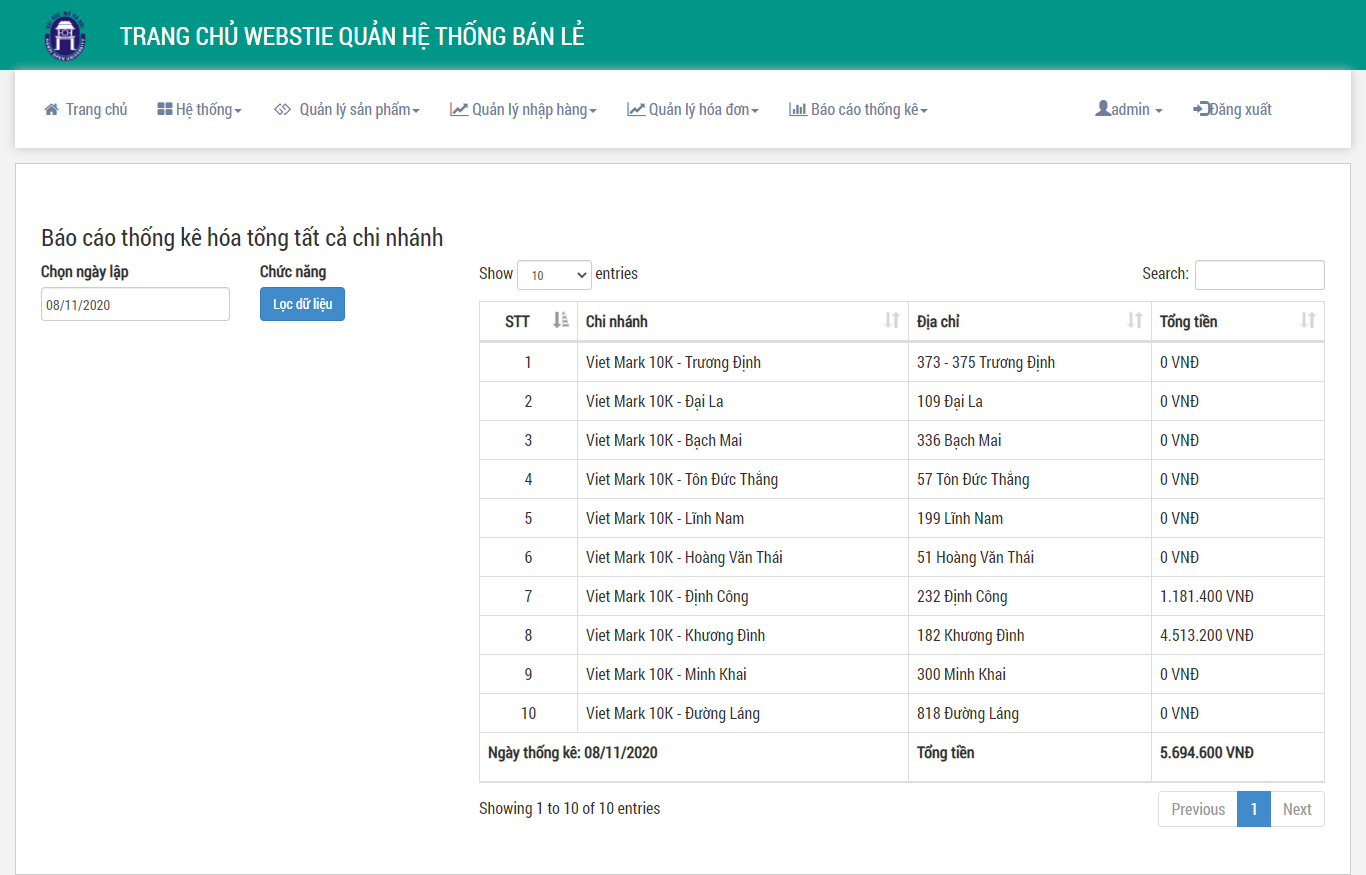 TRANG CHỦ WEBSTIE QUẢN HỆ THỐNG BÁN LẺ
Trang chủ Hệ thống Quản lý sản phẩm Quản lý nhập hàng Quản lý hóa đơn Báo cáo thống kê admin Đăng xuất
Báo cáo thống kê hóa tổng tất cả chi nhánh
Chọn ngày lập Chức năng
08/11/2020 Lọc dữ liệu
Show 10 entries Search:
STT Chi nhánh Địa chỉ Tổng tiền
1 Viet Mark 10K - Trương Định 373 - 375 Trương Định 0 VNĐ
2 Viet Mark 10K - Đại La 109 Đại La 0 VNĐ
3 Viet Mark 10K - Bạch Mai 336 Bạch Mai 0 VNĐ
4 Viet Mark 10K - Tôn Đức Thắng 57 Tôn Đức Thắng 0 VNĐ
5 Viet Mark 10K - Lĩnh Nam 199 Lĩnh Nam 0 VNĐ
6 Viet Mark 10K - Hoàng Văn Thái 51 Hoàng Văn Thái 0 VNĐ
7 Viet Mark 10K - Định Công 232 Định Công 1.181.400 VNĐ
8 Viet Mark 10K - Khương Đình 182 Khương Đình 4.513.200 VNĐ
9 Viet Mark 10K - Minh Khai 300 Minh Khai 0 VNĐ
10 Viet Mark 10K - Đường Láng 818 Đường Láng 0 VNĐ
Ngày thống kê: 08/11/2020 Tổng tiền 5.694.600 VNĐ
Showing 1 to 10 of 10 entries Previous 1 Next